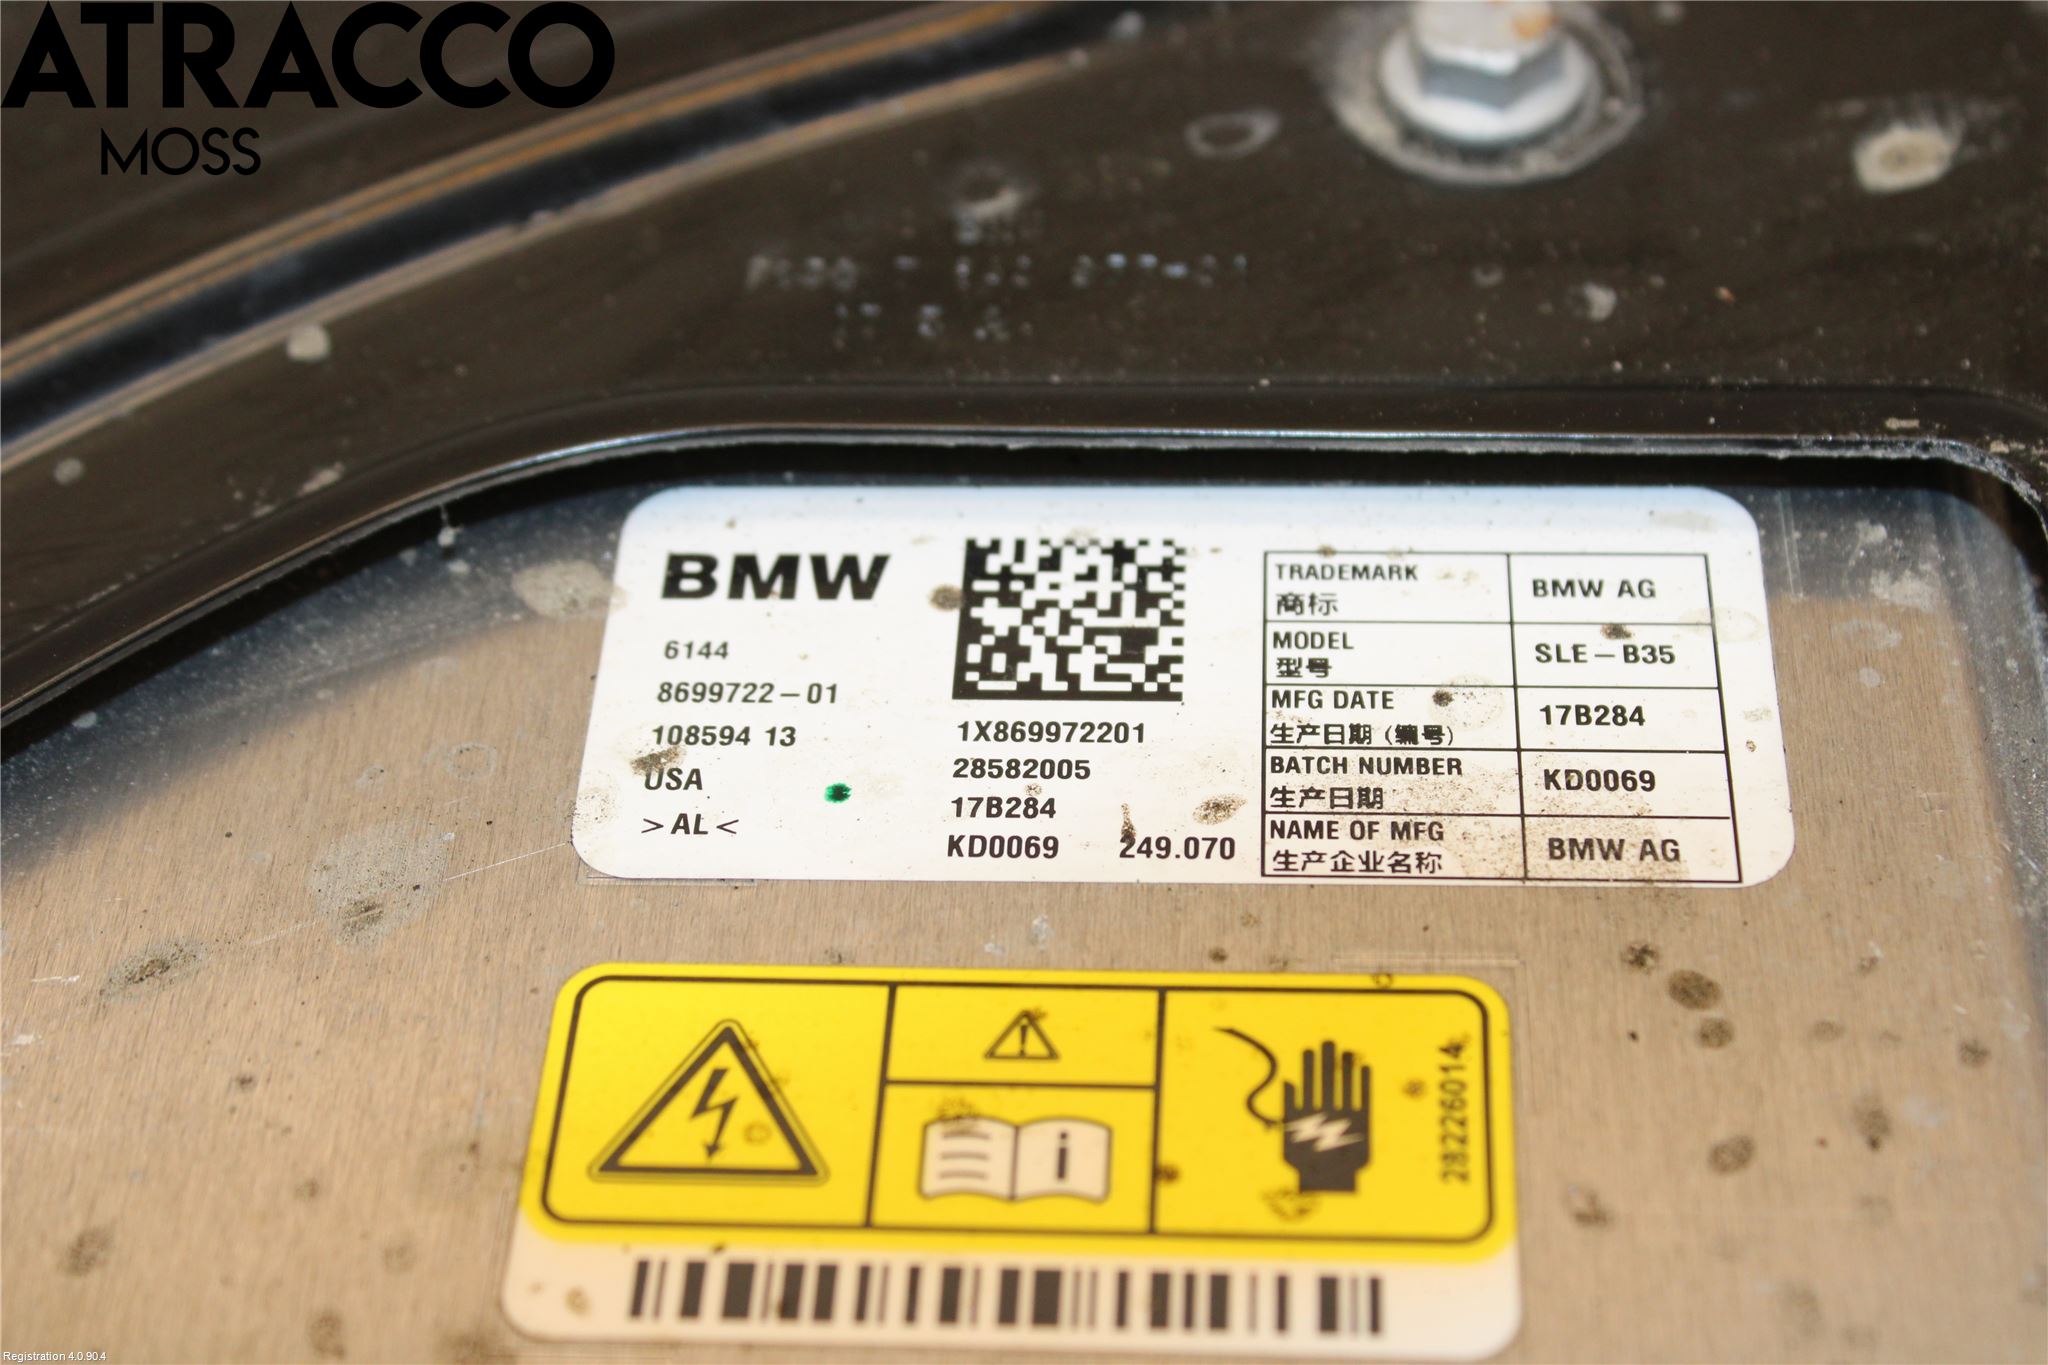 ATRACCO
MOSS
BMW
6144
8699722-01
108594 13
USA
>AL<
1X869972201
28582005
17B284
KD0069 249.070
TRADEMARK
商标
BMW AG
MODEL
型号
SLE-B35
MFG DATE
生产日期 (编号)
17B284
BATCH NUMBER
生产日期
KD0069
NAME OF MFG
生产企业名称
BMW AG
i
282226014
Registration 4.0.90.4